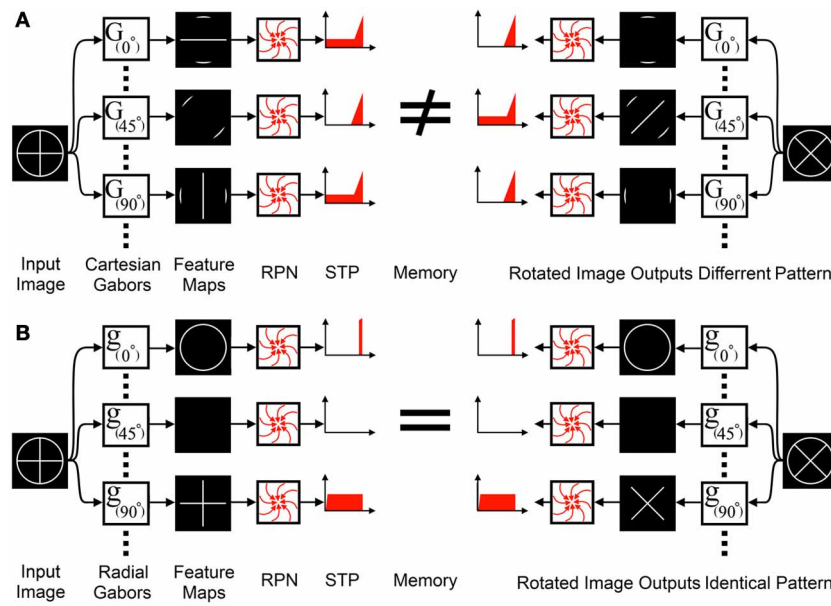 A
G (0°)
G (45°)
G (90°)
G (0°)
G (45°)
G (90°)
Input Image
Cartesian Gabors
Feature Maps
RPN
STP
Memory
Rotated Image Outputs Differrent Pattern
B
g (0°)
g (45°)
g (90°)
g (0°)
g (45°)
g (90°)
Input Image
Radial Gabors
Feature Maps
RPN
STP
Memory
Rotated Image Outputs Identical Pattern